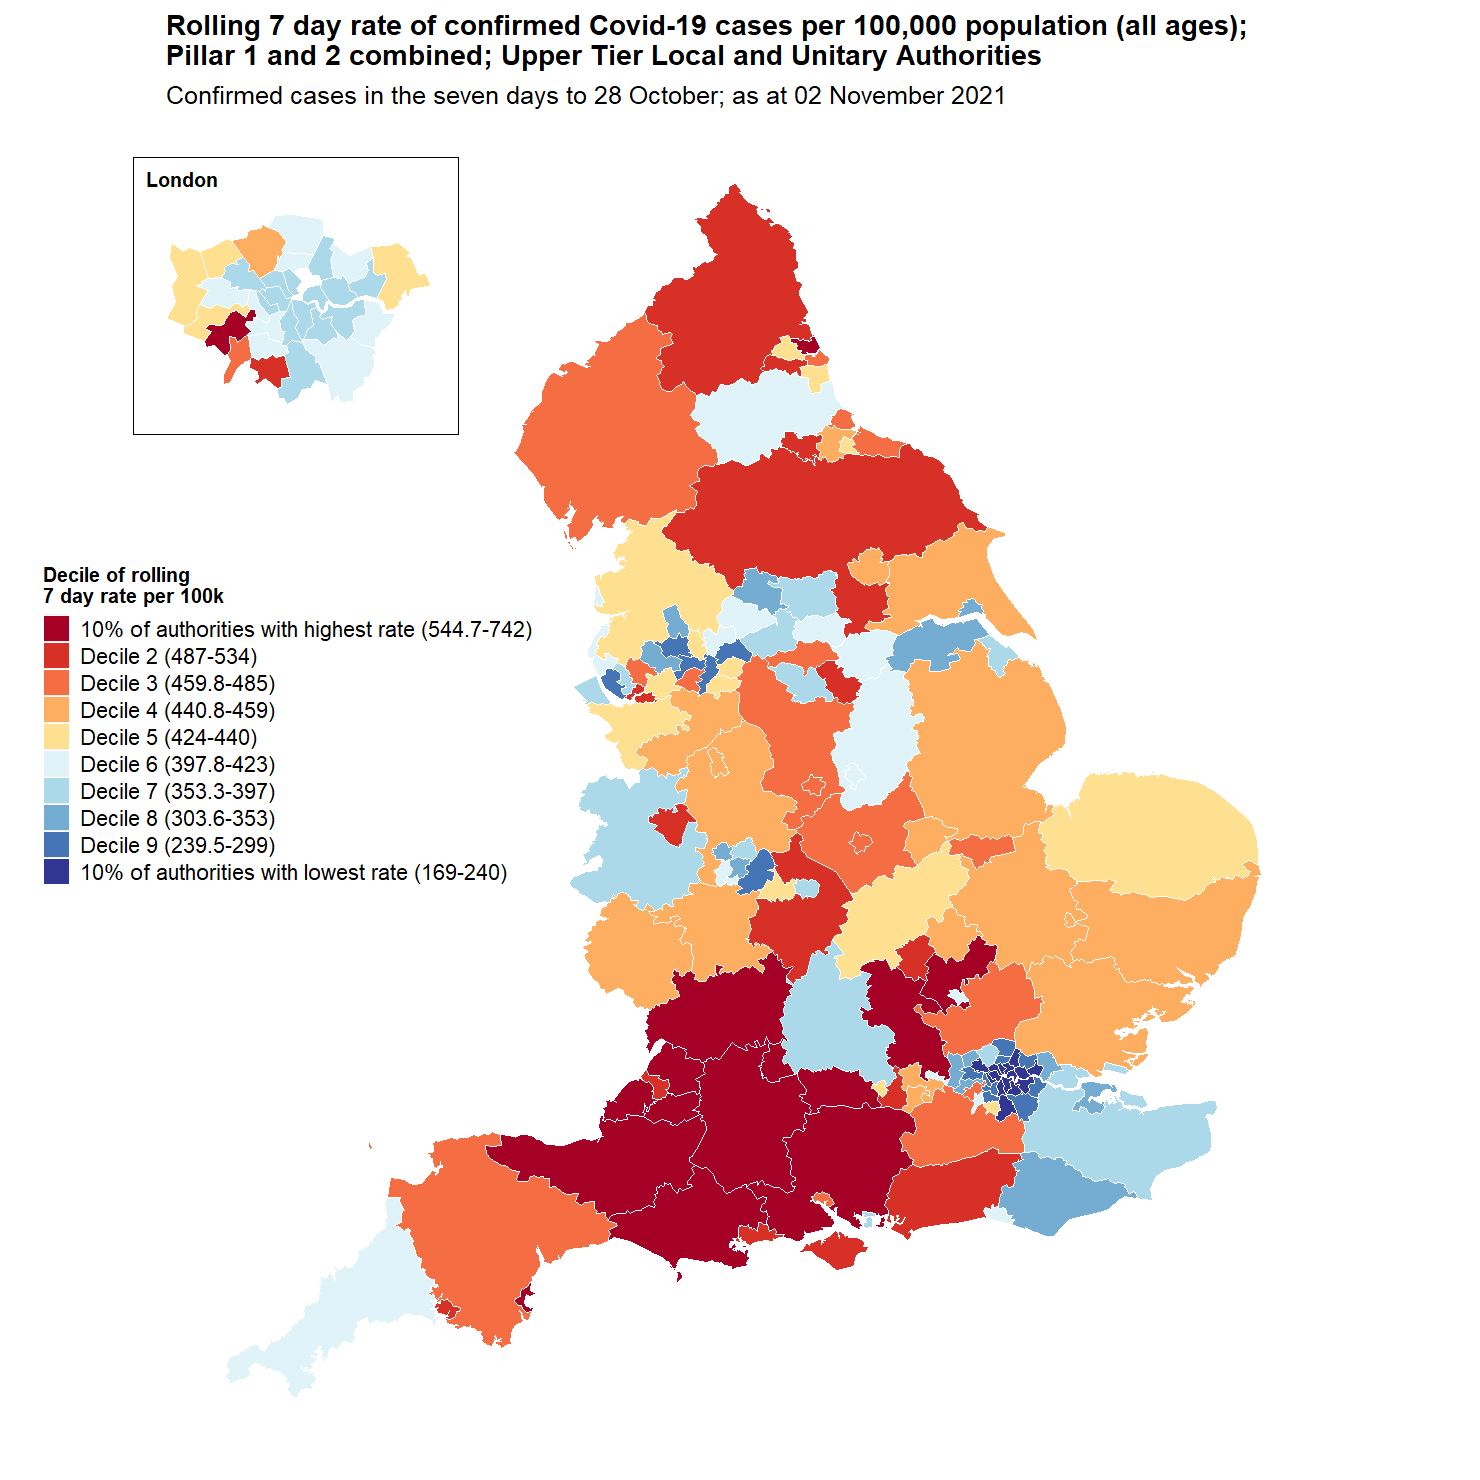 Rolling 7 day rate of confirmed Covid-19 cases per 100,000 population (all ages);
Pillar 1 and 2 combined; Upper Tier Local and Unitary Authorities
Confirmed cases in the seven days to 28 October; as at 02 November 2021
London
Decile of rolling
7 day rate per 100k
10% of authorities with highest rate (544.7-742)
Decile 2 (487-534)
Decile 3 (459.8-485)
Decile 4 (440.8-459)
Decile 5 (424-440)
Decile 6 (397.8-423)
Decile 7 (353.3-397)
Decile 8 (303.6-353)
Decile 9 (239.5-299)
10% of authorities with lowest rate (169-240)